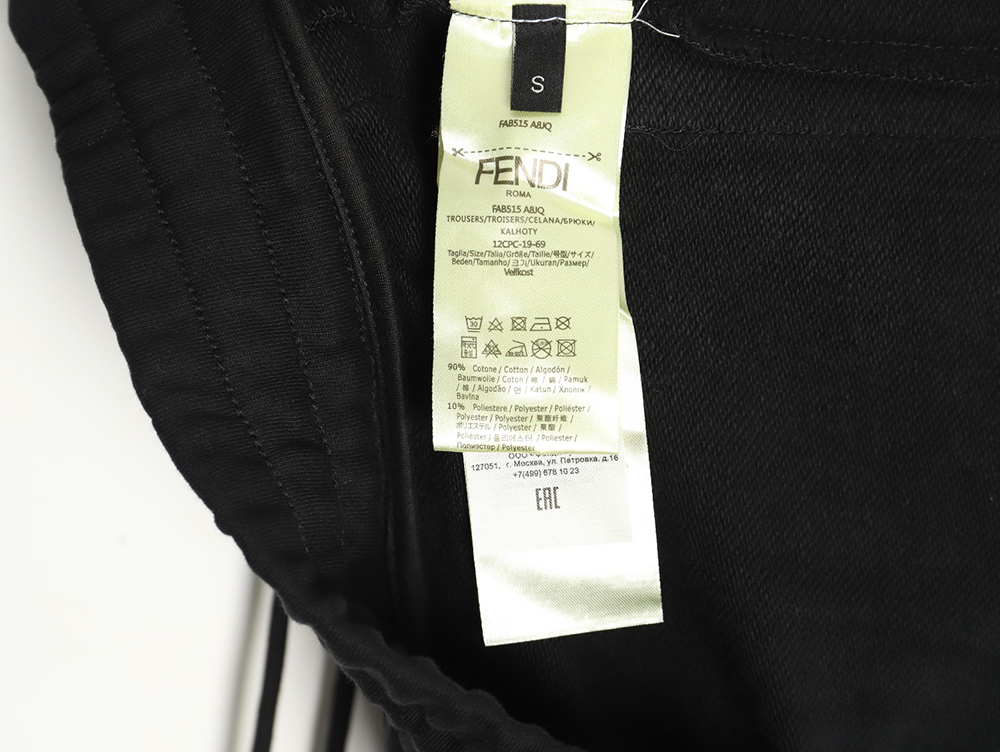 S
FAB515 A8JQ
FENDI
ROMA
FAB515 A8JQ
TROUSERS/TROISERS/CELANA/БРЮКИ/
KALHOTY
12CPC-19-69
Taglia/Size/Talla/Größe/Taille/号型/サイズ/
Beden/Tamanho/크기/Ukuran/Размер/
Velikost
30
90% Cotone / Cotton / Algodón /
Baumwolle / Coton / 棉 / 綿 / Pamuk
/ 棉 / Algodão / 면 / Katun / Хлопок /
Bavlna
10% Poliestere / Polyester / Poliéster /
Polyester / Polyester / 聚酯纤维 /
ポリエステル / Polyester / 聚酯 /
Poliéster / 폴리에스터 / Poliester /
Полиэстер / Polyester
ООО
127051, г. Москва, ул. Петровка, д.16
+7(499) 678 10 23
EAC